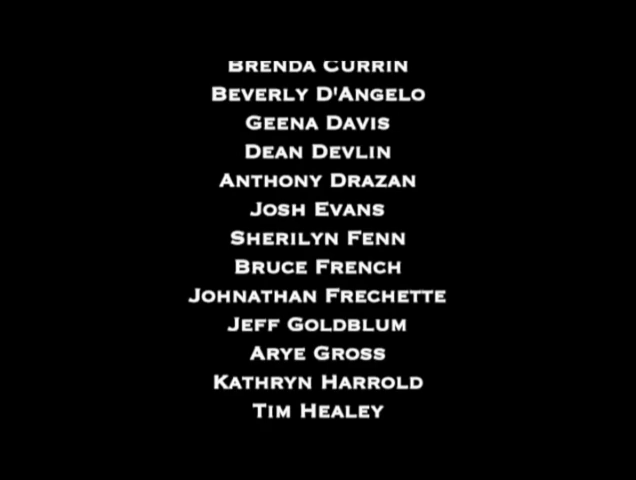 Brenda Currin
Beverly D'Angelo
Geena Davis
Dean Devlin
Anthony Drazan
Josh Evans
Sherilyn Fenn
Bruce French
Johnathan Frechette
Jeff Goldblum
Arye Gross
Kathryn Harrold
Tim Healey